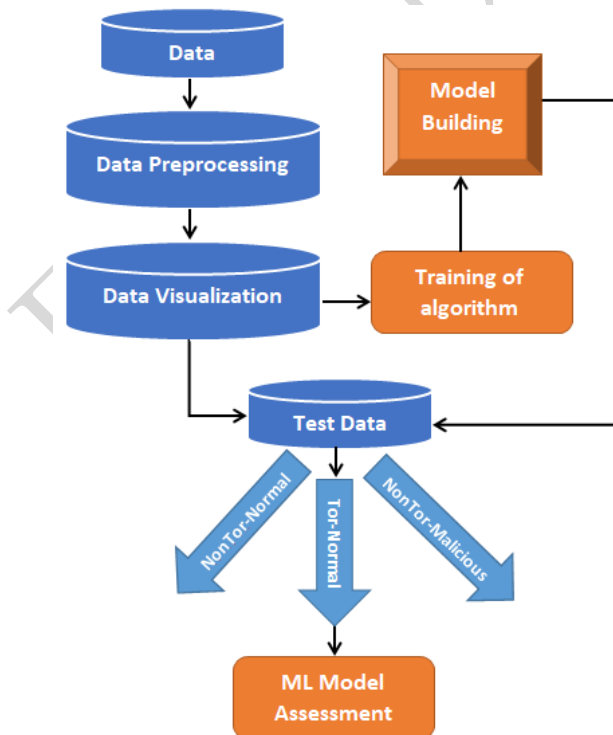 Data
Model
Building
Data Preprocessing
Data Visualization
Training of
algorithm
Test Data
NonTor-Normal
Tor-Normal
NonTor-Malicious
ML Model
Assessment